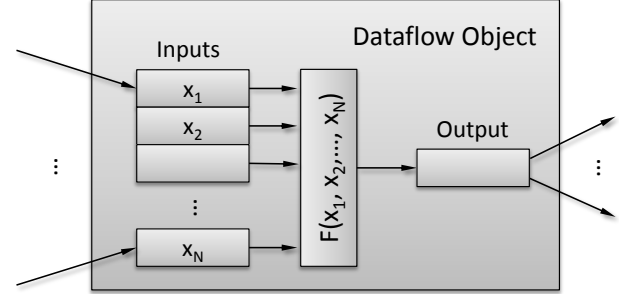 Dataflow Object
Inputs
x1
x2
⋮
xN
F(x1, x2,..., xN)
Output
⋮
⋮